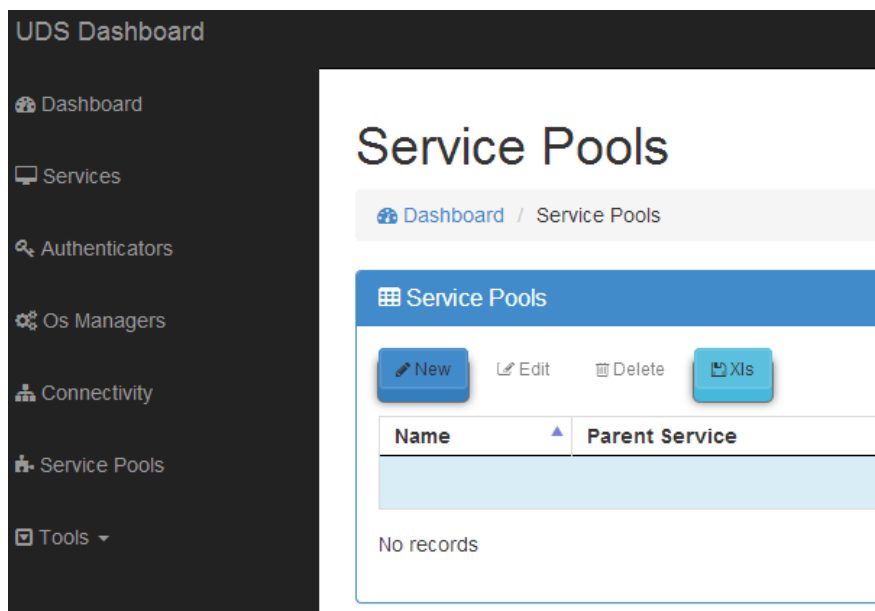 UDS Dashboard
Dashboard
Services
Authenticators
Os Managers
Connectivity
Service Pools
Tools
Service Pools
Dashboard / Service Pools
Service Pools
New Edit Delete Xls
Name Parent Service
No records